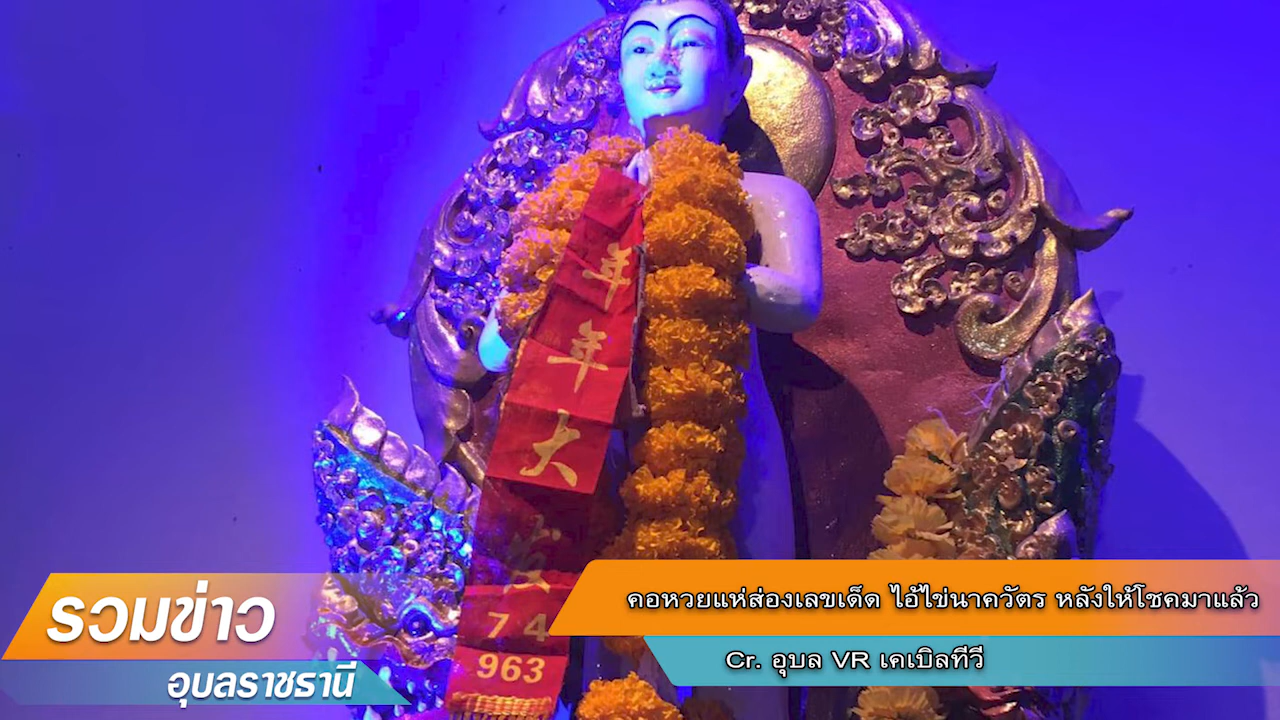 年
年
大
发
74
963
รวมข่าว
อุบลราชธานี
คอหวยแห่ส่องเลขเด็ด ไอ้ไข่นาควัตร หลังให้โชคมาแล้ว
Cr. อุบล VR เคเบิลทีวี